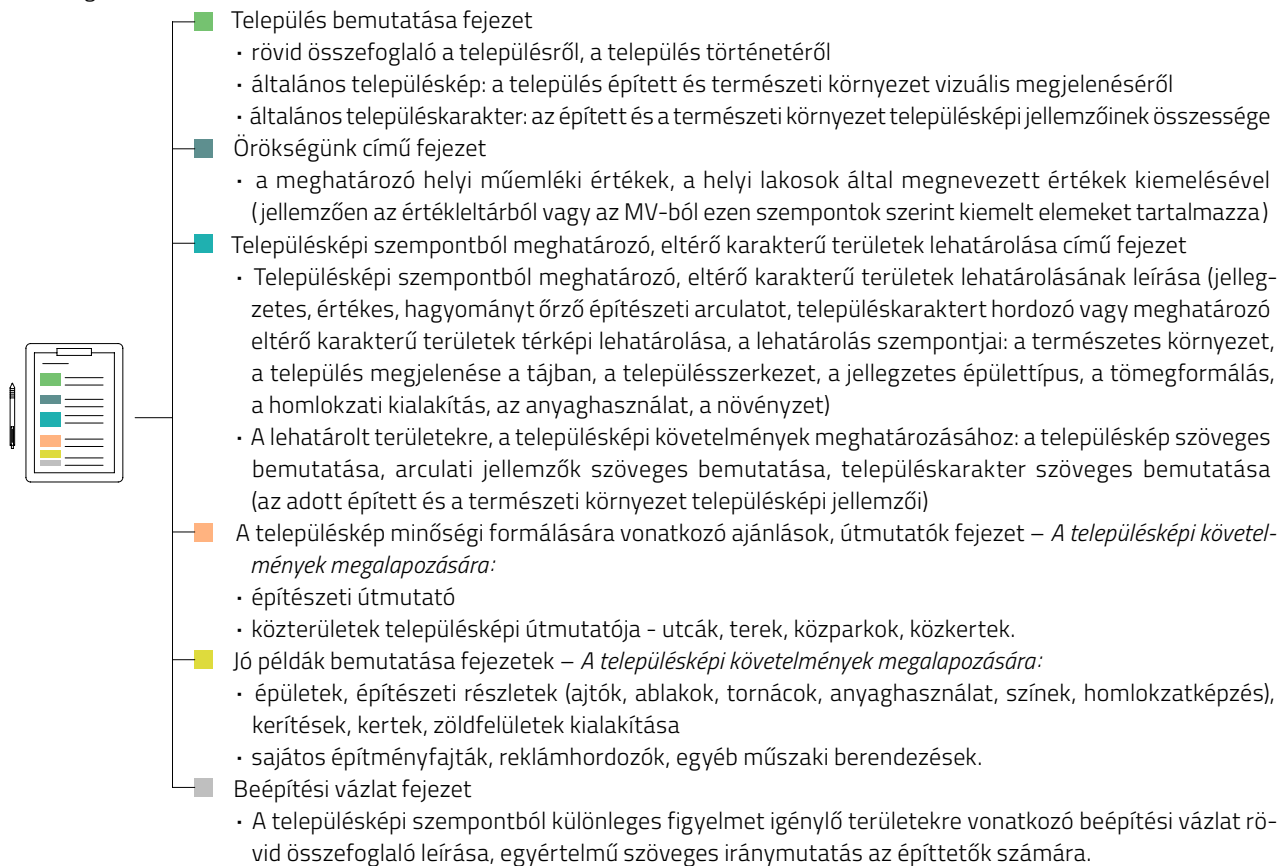 Település bemutatása fejezet
· rövid összefoglaló a településről, a település történetéről
· általános településkép: a település épített és természeti környezet vizuális megjelenéséről
· általános településkarakter: az épített és a természeti környezet településképi jellemzőinek összessége
Örökségünk című fejezet
· a meghatározó helyi műemléki értékek, a helyi lakosok által megnevezett értékek kiemelésével
(jellemzően az értékleltárból vagy az MV-ból ezen szempontok szerint kiemelt elemeket tartalmazza)
Településképi szempontból meghatározó, eltérő karakterű területek lehatárolása című fejezet
· Településképi szempontból meghatározó, eltérő karakterű területek lehatárolásának leírása (jelleg-
zetes, értékes, hagyományt őrző építészeti arculatot, településkaraktert hordozó vagy meghatározó
eltérő karakterű területek térképi lehatárolása, a lehatárolás szempontjai: a természetes környezet,
a település megjelenése a tájban, a településszerkezet, a jellegzetes épülettípus, a tömegformálás,
a homlokzati kialakítás, az anyaghasználat, a növényzet)
· A lehatárolt területekre, a településképi követelmények meghatározásához: a településkép szöveges
bemutatása, arculati jellemzők szöveges bemutatása, településkarakter szöveges bemutatása
(az adott épített és a természeti környezet településképi jellemzői)
A településkép minőségi formálására vonatkozó ajánlások, útmutatók fejezet – A településképi követel-
mények megalapozására:
· építészeti útmutató
· közterületek településképi útmutatója - utcák, terek, közparkok, közkertek.
Jó példák bemutatása fejezetek – A településképi követelmények megalapozására:
· épületek, építészeti részletek (ajtók, ablakok, tornácok, anyaghasználat, színek, homlokzatképzés),
kerítések, kertek, zöldfelületek kialakítása
· sajátos építményfajták, reklámhordozók, egyéb műszaki berendezések.
Beépítési vázlat fejezet
· A településképi szempontból különleges figyelmet igénylő területekre vonatkozó beépítési vázlat rö-
vid összefoglaló leírása, egyértelmű szöveges iránymutatás az építtetők számára.